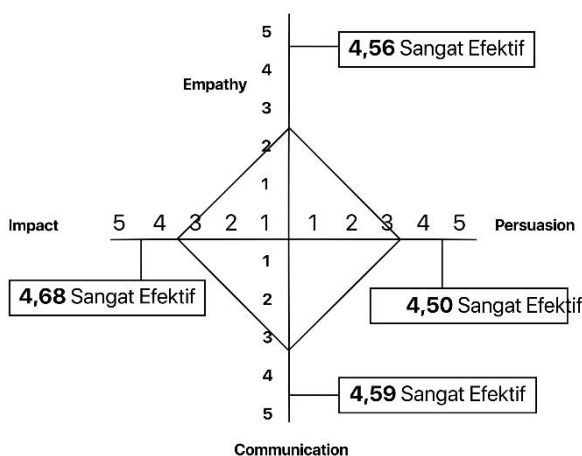 5
4,56 Sangat Efektif
4
Empathy
3
2
1
Impact 5 4 3 2 1 1 2 3 4 5 Persuasion
1
4,68 Sangat Efektif
2
4,50 Sangat Efektif
3
4
4,59 Sangat Efektif
5
Communication